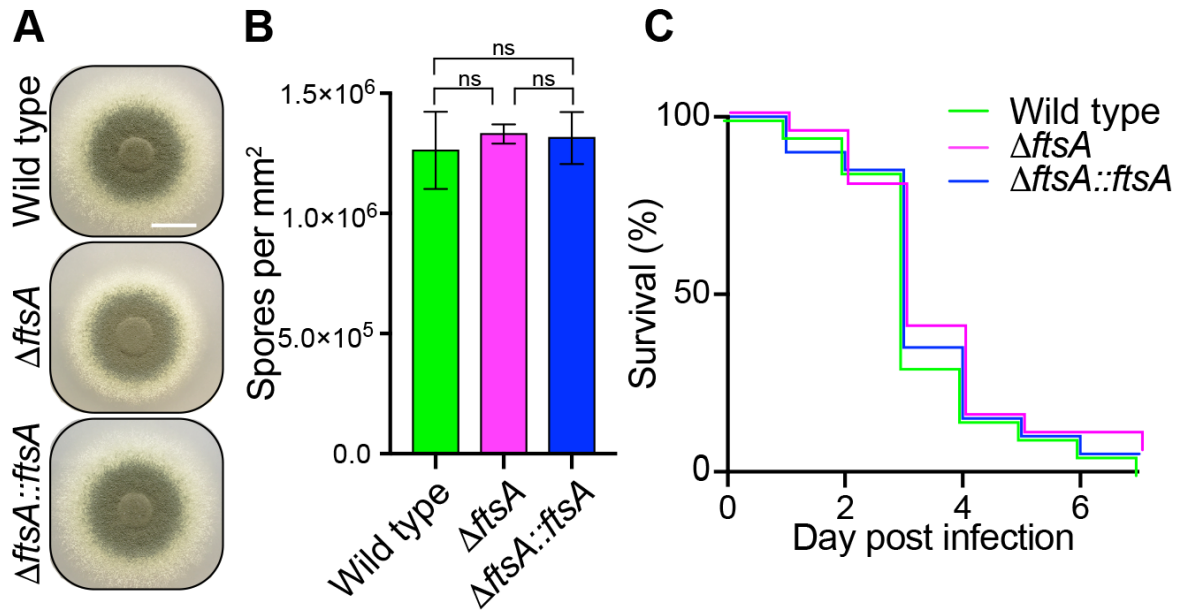 A
Wild type
ΔftsA
ΔftsA::ftsA
B
ns
ns
ns
Spores per mm²
1.5×10⁶
1.0×10⁶
5.0×10⁵
0.0
Wild type
ΔftsA
ΔftsA::ftsA
C
Survival (%)
100
50
0
0
2
4
6
Day post infection
Wild type
ΔftsA
ΔftsA::ftsA